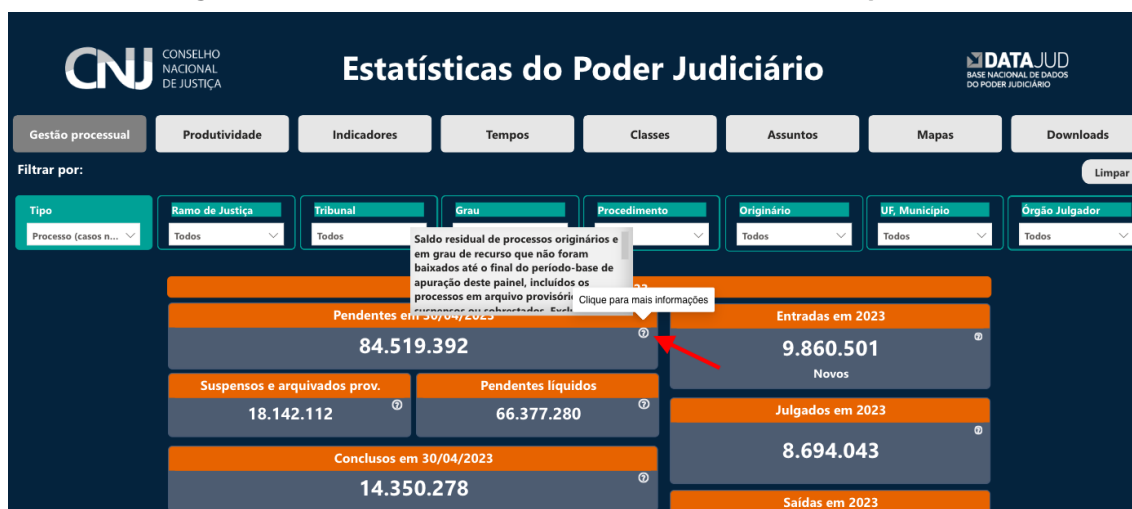 CNJ
CONSELHO
NACIONAL
DE JUSTIÇA
Estatísticas do Poder Judiciário
DATAJUD
BASE NACIONAL DE DADOS
DO PODER JUDICIÁRIO
Gestão processual
Produtividade
Indicadores
Tempos
Classes
Assuntos
Mapas
Downloads
Filtrar por:
Limpar
Tipo
Ramo de Justiça
Tribunal
Grau
Procedimento
Originário
UF, Município
Órgão Julgador
Processo (casos n...
Todos
Todos
Todos
Todos
Todos
Saldo residual de processos originários e
em grau de recurso que não foram
baixados até o final do período-base de
apuração deste painel, incluídos os
processos em arquivo
Clique para mais informações
Pendentes em 30/04/2023
84.519.392
Entradas em 2023
9.860.501
Novos
Suspensos e arquivados prov.
18.142.112
Pendentes líquidos
66.377.280
Julgados em 2023
8.694.043
Conclusos em 30/04/2023
14.350.278
Saídas em 2023